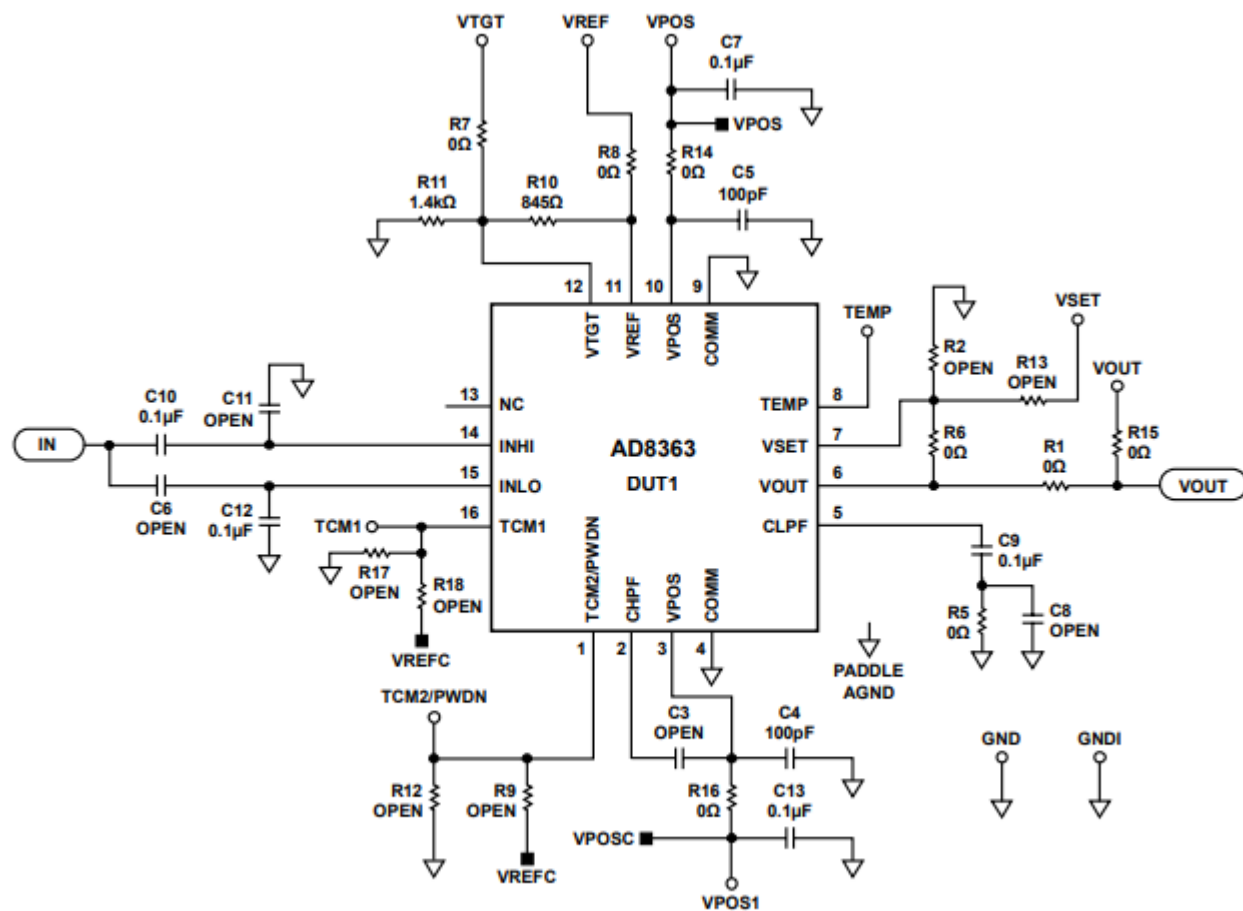 VTGT
VREF
VPOS
C7
0.1µF
VPOS
R7
0Ω
R8
0Ω
R14
0Ω
C5
100pF
R11
1.4kΩ
R10
845Ω
12
11
10
9
VTGT
VREF
VPOS
COMM
TEMP
VSET
R2
OPEN
R13
OPEN
VOUT
C10
0.1µF
C11
OPEN
13
NC
TEMP
8
IN
14
INHI
AD8363
VSET
7
R6
0Ω
R1
0Ω
R15
0Ω
15
INLO
DUT1
VOUT
6
VOUT
C6
OPEN
C12
0.1µF
TCM1
16
TCM1
CLPF
5
C9
0.1µF
R17
OPEN
R18
OPEN
TCM2/PWDN
CHPF
VPOS
COMM
R5
0Ω
C8
OPEN
VREFC
1
2
3
4
PADDLE
AGND
TCM2/PWDN
C3
OPEN
C4
100pF
GND
GNDI
R12
OPEN
R9
OPEN
R16
0Ω
C13
0.1µF
VPOSC
VREFC
VPOS1